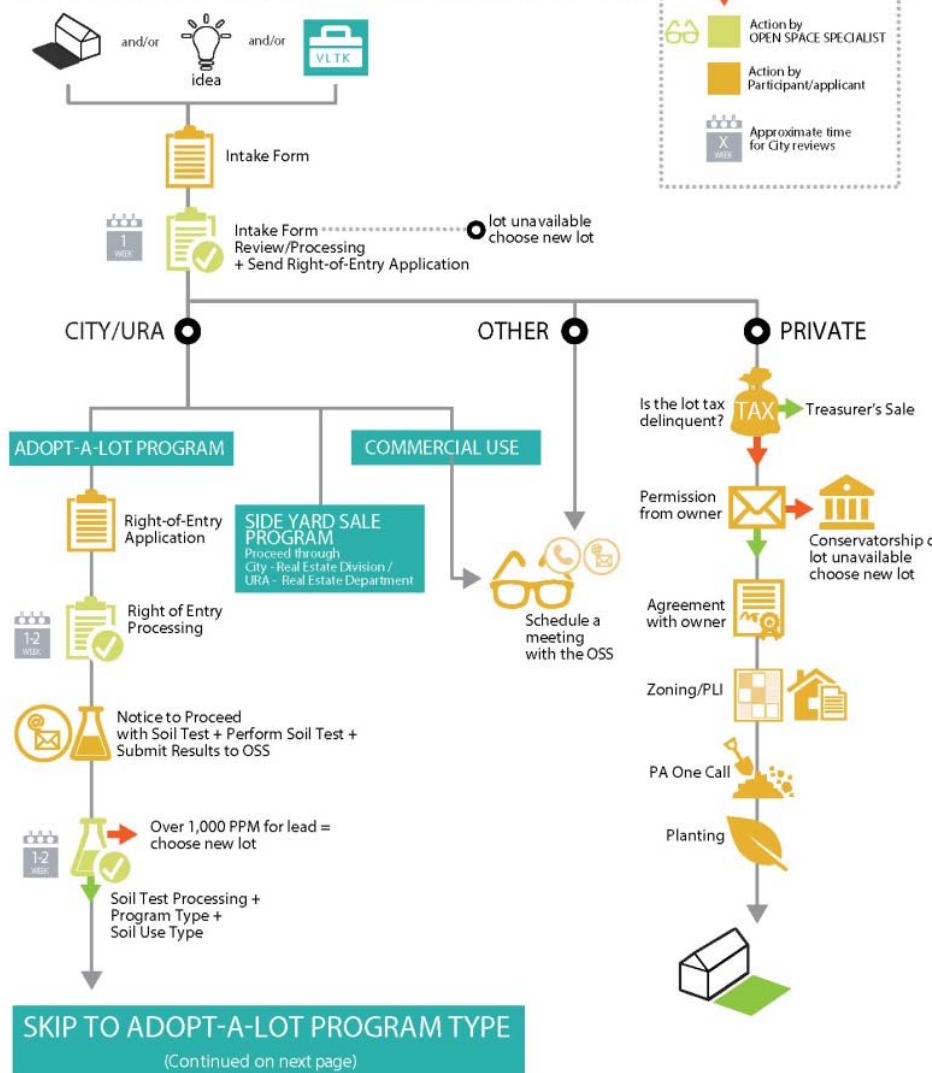 and/or
and/or
VLTK
idea
Action by
OPEN SPACE SPECIALIST
Action by
Participant/applicant
X
WEEK
Approximate time
for City reviews
Intake Form
1
WEEK
Intake Form
Review/Processing
+ Send Right-of-Entry Application
lot unavailable
choose new lot
CITY/URA
OTHER
PRIVATE
ADOPT-A-LOT PROGRAM
COMMERCIAL USE
SIDE YARD SALE
PROGRAM
Proceed through
City - Real Estate Division /
URA - Real Estate Department
Right-of-Entry
Application
1-2
WEEK
Right of Entry
Processing
@
Notice to Proceed
with Soil Test + Perform Soil Test +
Submit Results to OSS
1-2
WEEK
Over 1,000 PPM for lead =
choose new lot
Soil Test Processing +
Program Type +
Soil Use Type
SKIP TO ADOPT-A-LOT PROGRAM TYPE
(Continued on next page)
@
Schedule a
meeting
with the OSS
Is the lot tax
delinquent?
TAX
Treasurer's Sale
Permission
from owner
Conservatorship o
lot unavailable
choose new lot
Agreement
with owner
Zoning/PLI
PA One Call
Planting